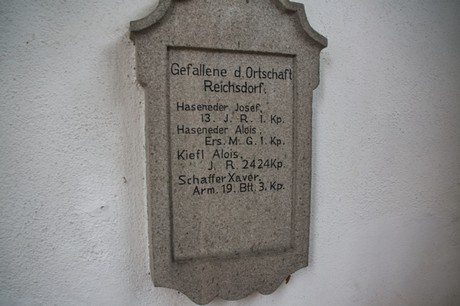 Gefallene d. Ortschaft
Reichsdorf.
Haseneder Josef.
13. J. R. 1. Kp.
Haseneder Alois.
Ers. M. G. 1. Kp.
Kiefl Alois.
J. R. 2424Kp.
Schaffer Xaver.
Arm. 19. Btt. 3. Kp.